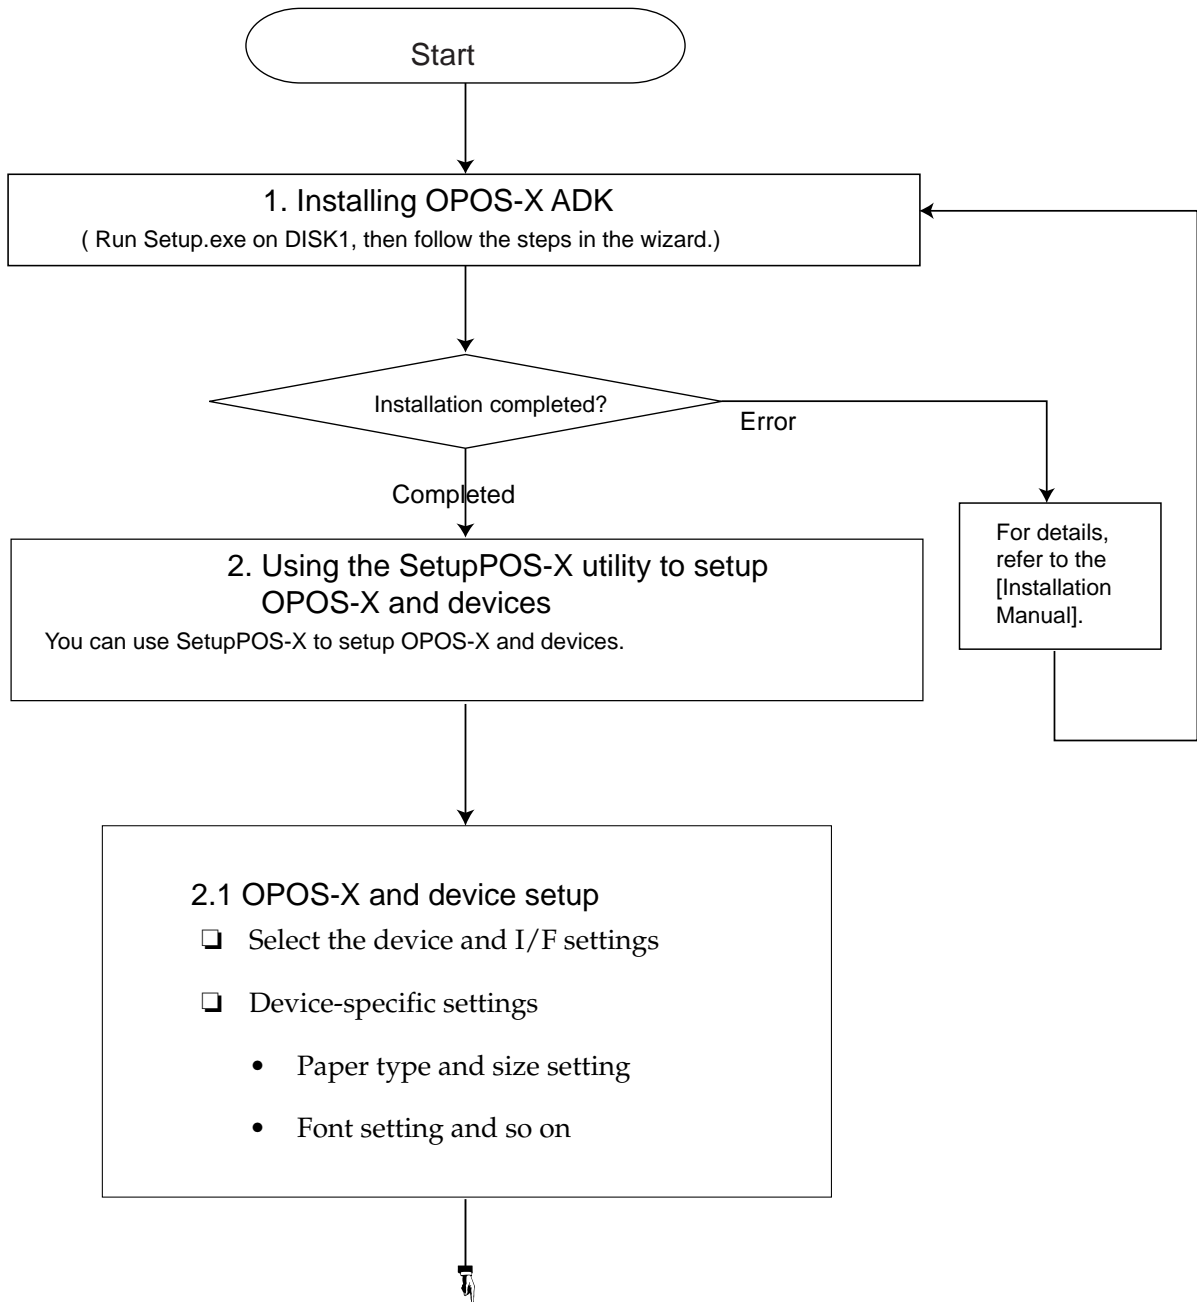 Start
1. Installing OPOS-X ADK
( Run Setup.exe on DISK1, then follow the steps in the wizard.)
Installation completed?
Error
Completed
For details,
refer to the
[Installation
Manual].
2. Using the SetupPOS-X utility to setup
OPOS-X and devices
You can use SetupPOS-X to setup OPOS-X and devices.
2.1 OPOS-X and device setup
❏ Select the device and I/F settings
❏ Device-specific settings
• Paper type and size setting
• Font setting and so on